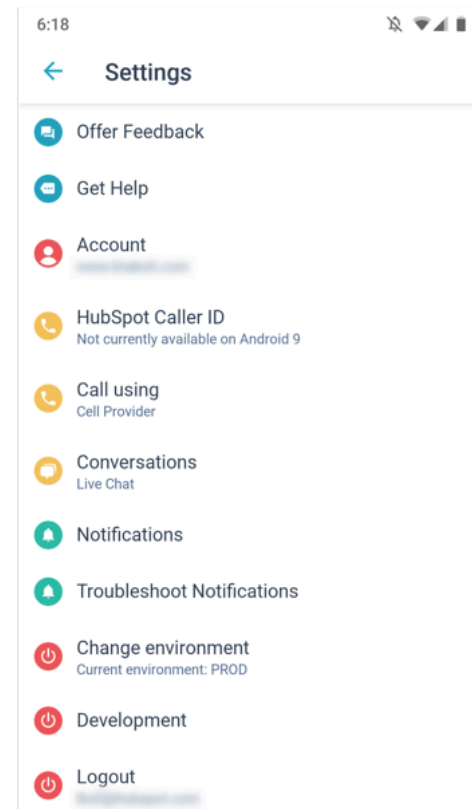 6:18
Settings
Offer Feedback
Get Help
Account
HubSpot Caller ID
Not currently available on Android 9
Call using
Cell Provider
Conversations
Live Chat
Notifications
Troubleshoot Notifications
Change environment
Current environment: PROD
Development
Logout